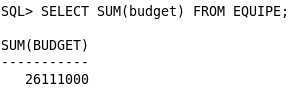 SQL> SELECT SUM(budget) FROM EQUIPE;
SUM(BUDGET)
-----------
26111000